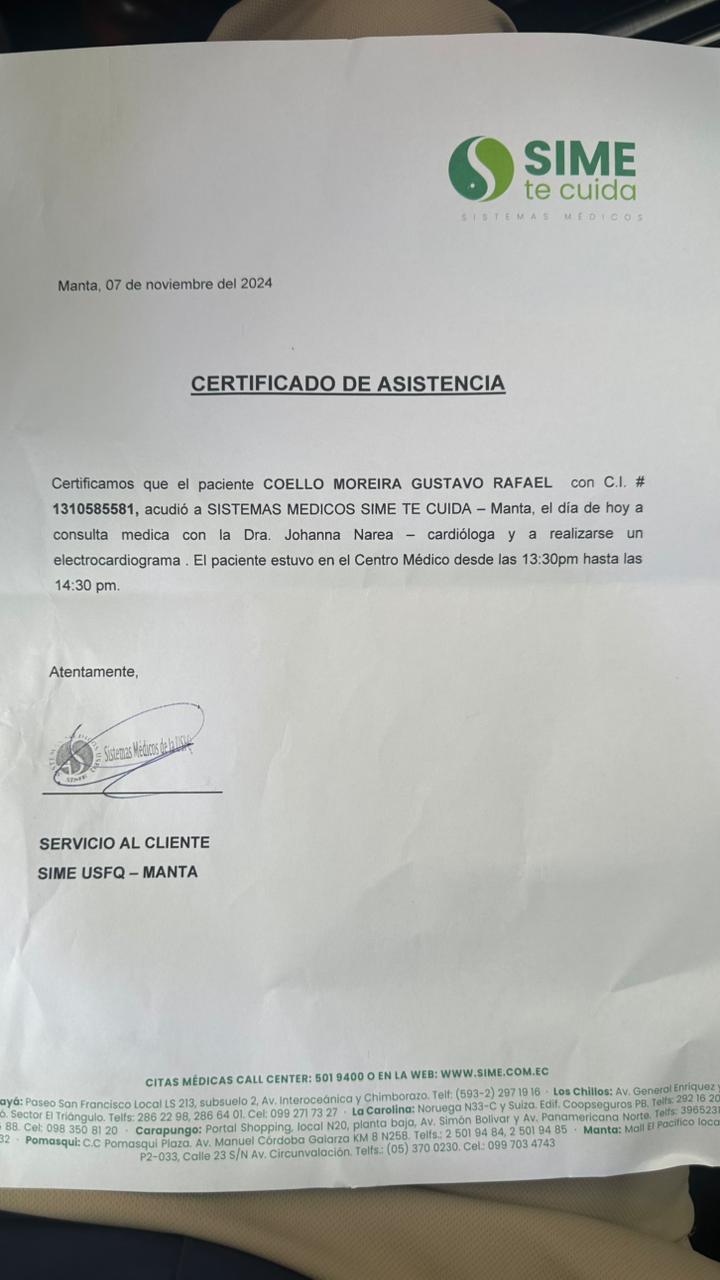 SIME
te cuida
SISTEMAS MÉDICOS
Manta, 07 de noviembre del 2024
CERTIFICADO DE ASISTENCIA
Certificamos que el paciente COELLO MOREIRA GUSTAVO RAFAEL con C.I. #
1310585581, acudió a SISTEMAS MEDICOS SIME TE CUIDA – Manta, el día de hoy a
consulta medica con la Dra. Johanna Narea – cardióloga y a realizarse un
electrocardiograma . El paciente estuvo en el Centro Médico desde las 13:30pm hasta las
14:30 pm.
Atentamente,
Sistemas Médicos de la USFQ
SIME
SERVICIO AL CLIENTE
SIME USFQ – MANTA
CITAS MÉDICAS CALL CENTER: 501 9400 O EN LA WEB: WWW.SIME.COM.EC
ayá: Paseo San Francisco Local LS 213, subsuelo 2, Av. Interoceánica y Chimborazo. Telf: (593-2) 297 19 16 · Los Chillos: Av. General Enriquez y
ó. Sector El Triángulo. Telfs: 286 22 98, 286 64 01. Cel: 099 271 73 27 · La Carolina: Noruega N33-C y Suiza. Edif. Coopseguros PB. Telfs: 292 16 20
88. Cel: 098 350 81 20 · Carapungo: Portal Shopping, local N20, planta baja, Av. Simón Bolivar y Av. Panamericana Norte. Telfs: 396523
32 · Pomasqui: C.C Pomasqui Plaza. Av. Manuel Córdoba Galarza KM 8 N258. Telfs.: 2 501 94 84, 2 501 94 85 · Manta: Mall El Pacífico loca
P2-033, Calle 23 S/N Av. Circunvalación. Telfs.: (05) 370 0230. Cel.: 099 703 4743